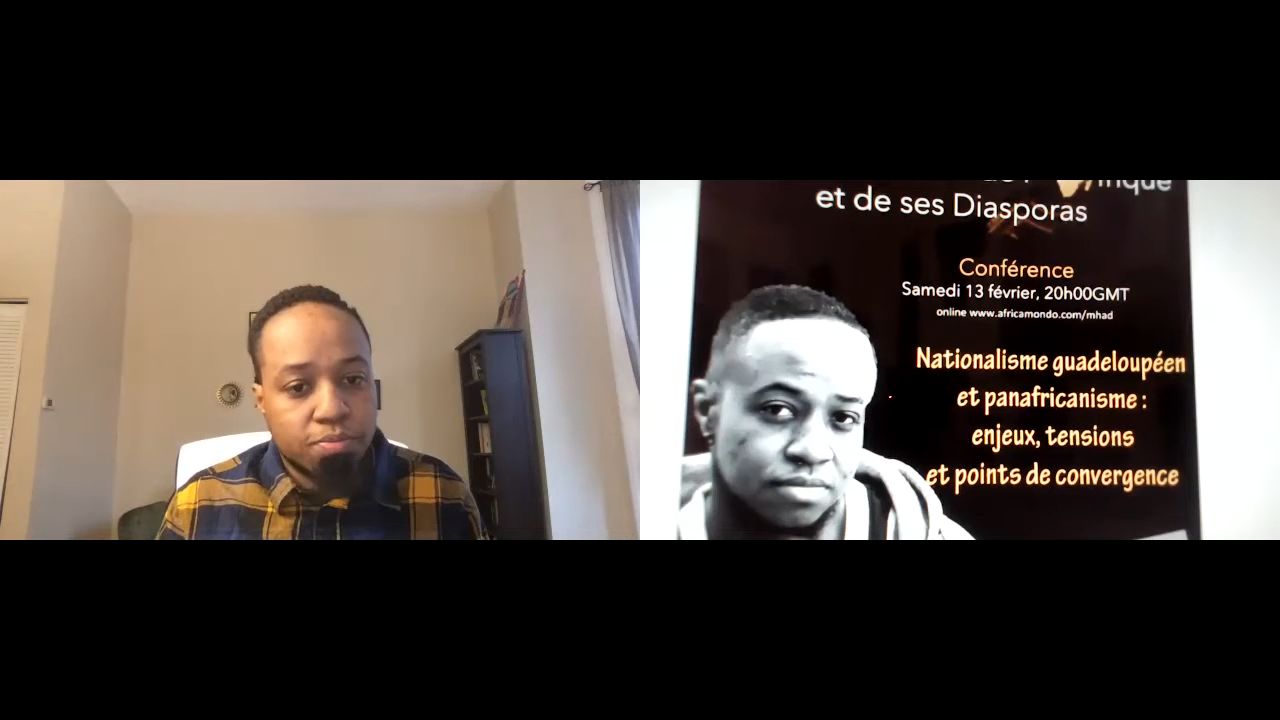 et de ses Diasporas
Conférence
Samedi 13 février, 20h00GMT
online www.africamondo.com/mhad
Nationalisme guadeloupéen
et panafricanisme :
enjeux, tensions
et points de convergence